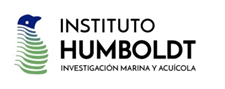 INSTITUTO
HUMBOLDT
INVESTIGACIÓN MARINA Y ACUÍCOLA